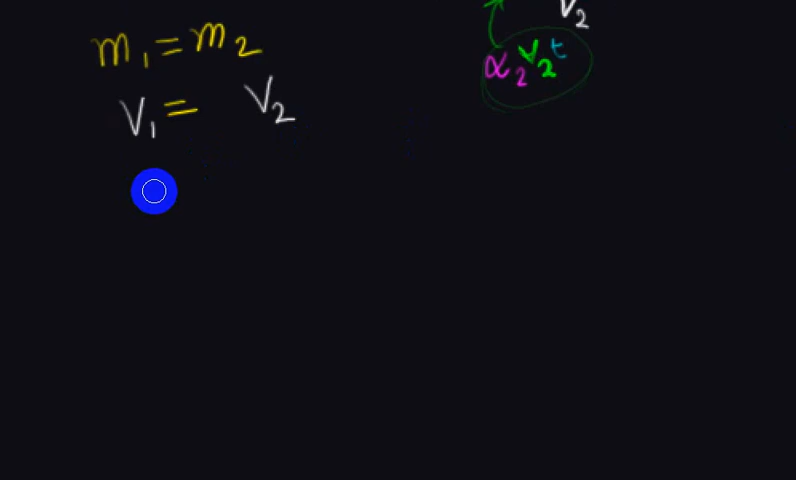 m₁ = m₂
V₁ = V₂
V₂
α₂V₂t